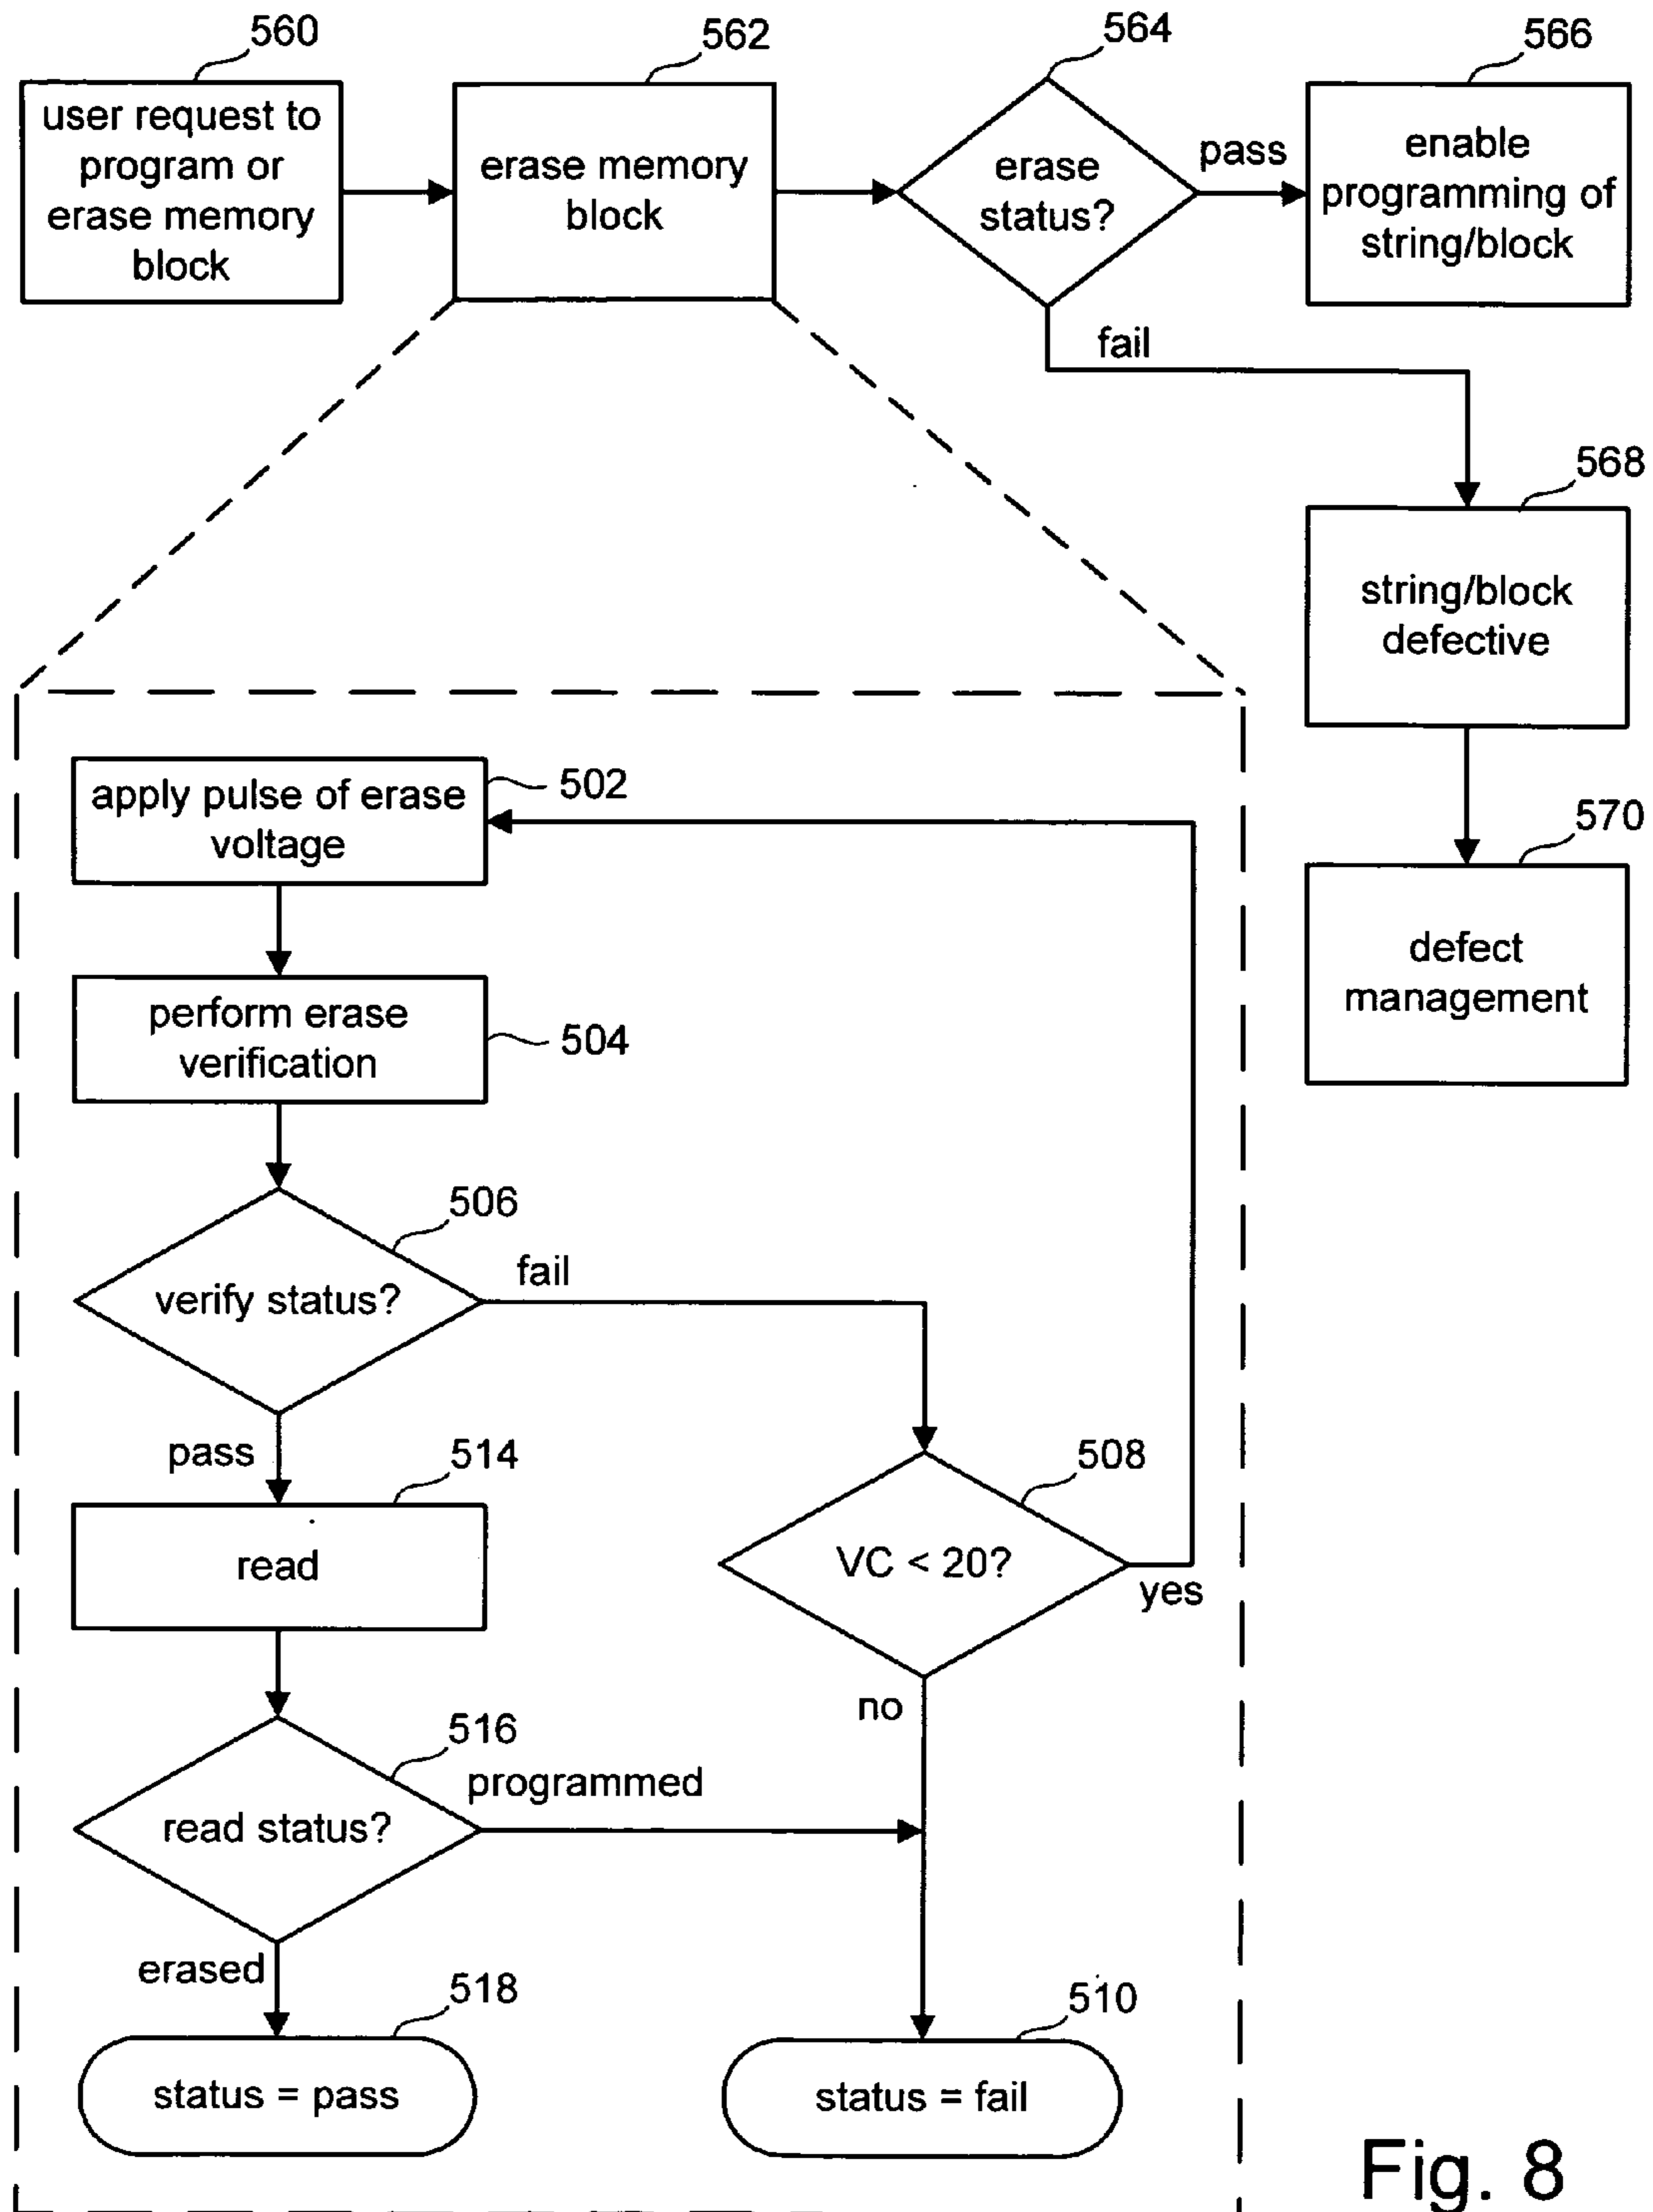 560
user request to
program or
erase memory
block
562
erase memory
block
564
erase
status?
pass
fail
566
enable
programming of
string/block
568
string/block
defective
570
defect
management
502
apply pulse of erase
voltage
504
perform erase
verification
506
verify status?
fail
pass
508
VC < 20?
yes
no
514
read
516
read status?
programmed
erased
518
status = pass
510
status = fail
Fig. 8